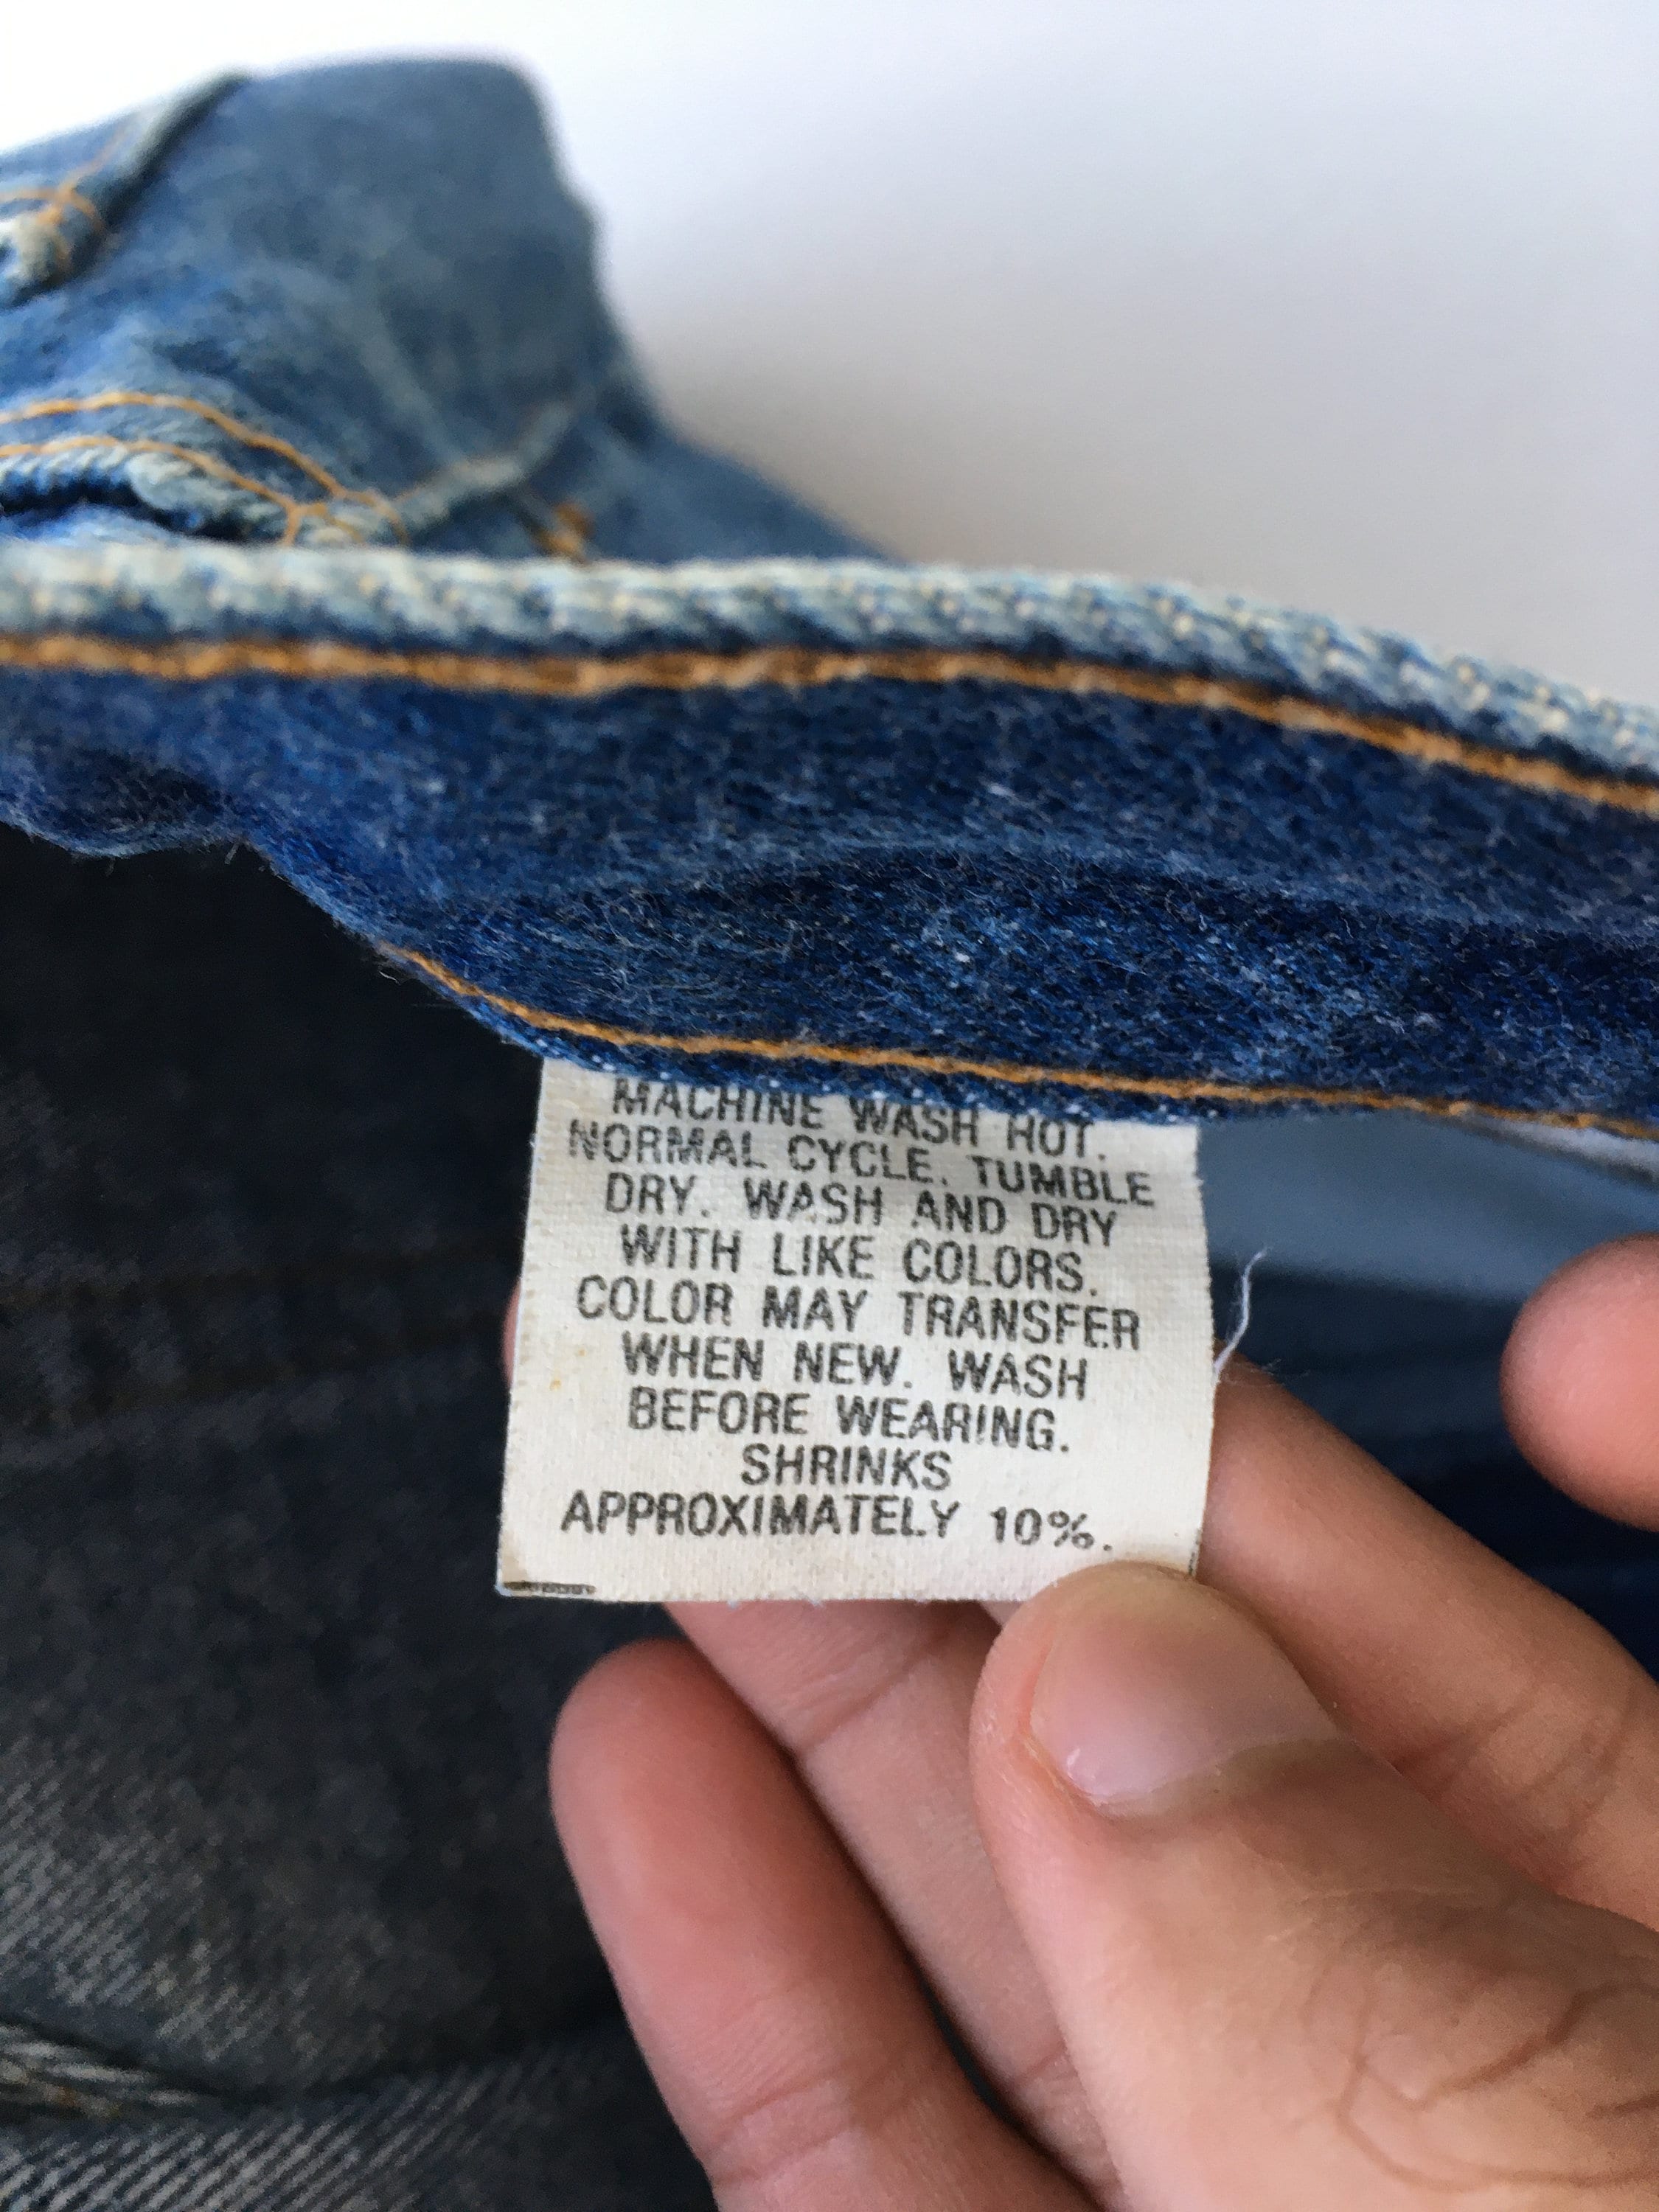 MACHINE WASH HOT.
NORMAL CYCLE. TUMBLE
DRY. WASH AND DRY
WITH LIKE COLORS.
COLOR MAY TRANSFER
WHEN NEW. WASH
BEFORE WEARING.
SHRINKS
APPROXIMATELY 10%.